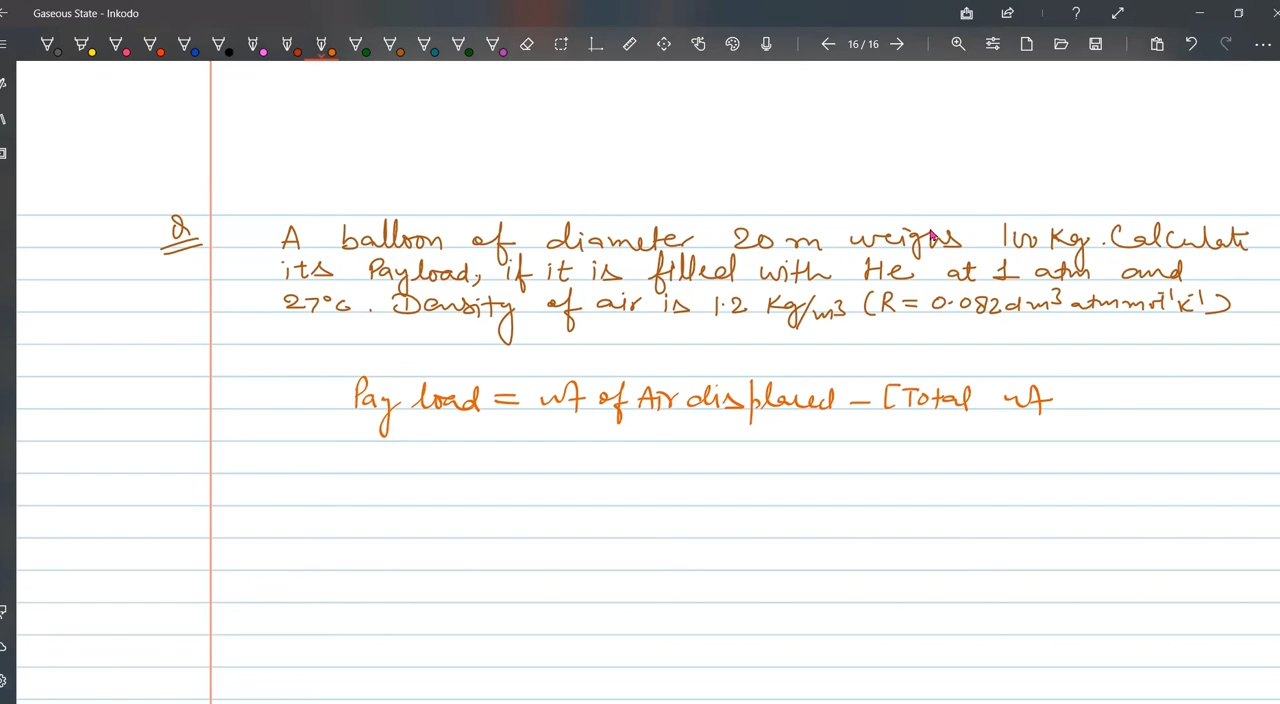 Gaseous State - Inkodo
16 / 16
Q A balloon of diameter 20 m weighs 100 Kg. Calculate
its Payload, if it is filled with He at 1 atm and
27°C. Density of air is 1.2 Kg/m³ (R = 0.082 dm³ atm mol⁻¹ K⁻¹)
Pay load = wt of Air displaced - [Total wt